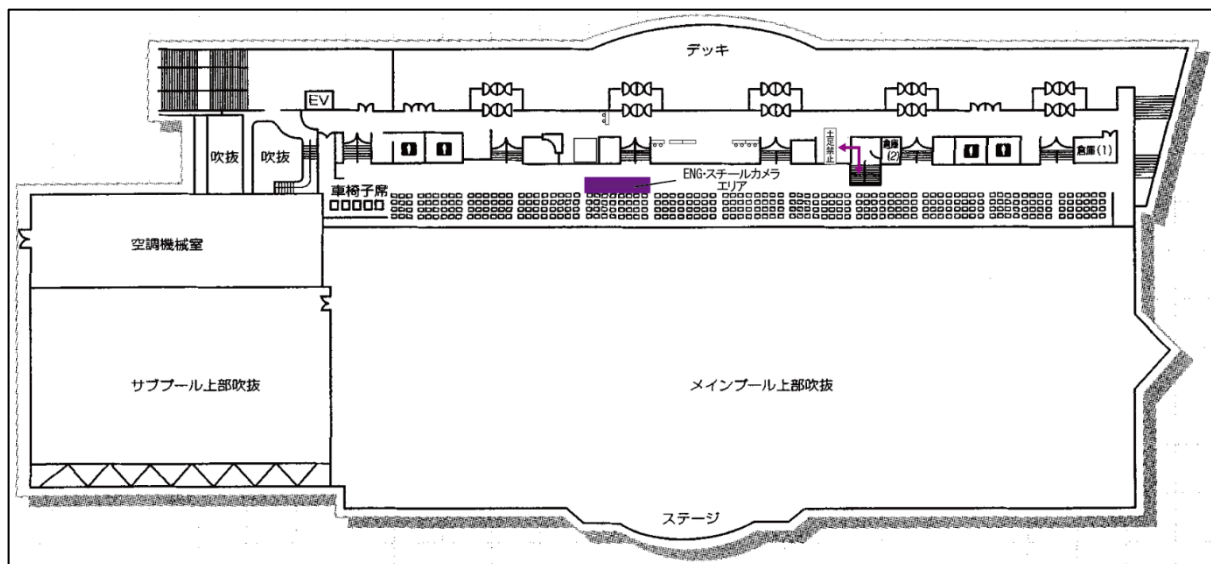 デッキ
EV
吹抜
吹抜
土足禁止
倉庫
(2)
倉庫(1)
ENG・スチールカメラ
エリア
車椅子席
空調機械室
サブプール上部吹抜
メインプール上部吹抜
ステージ